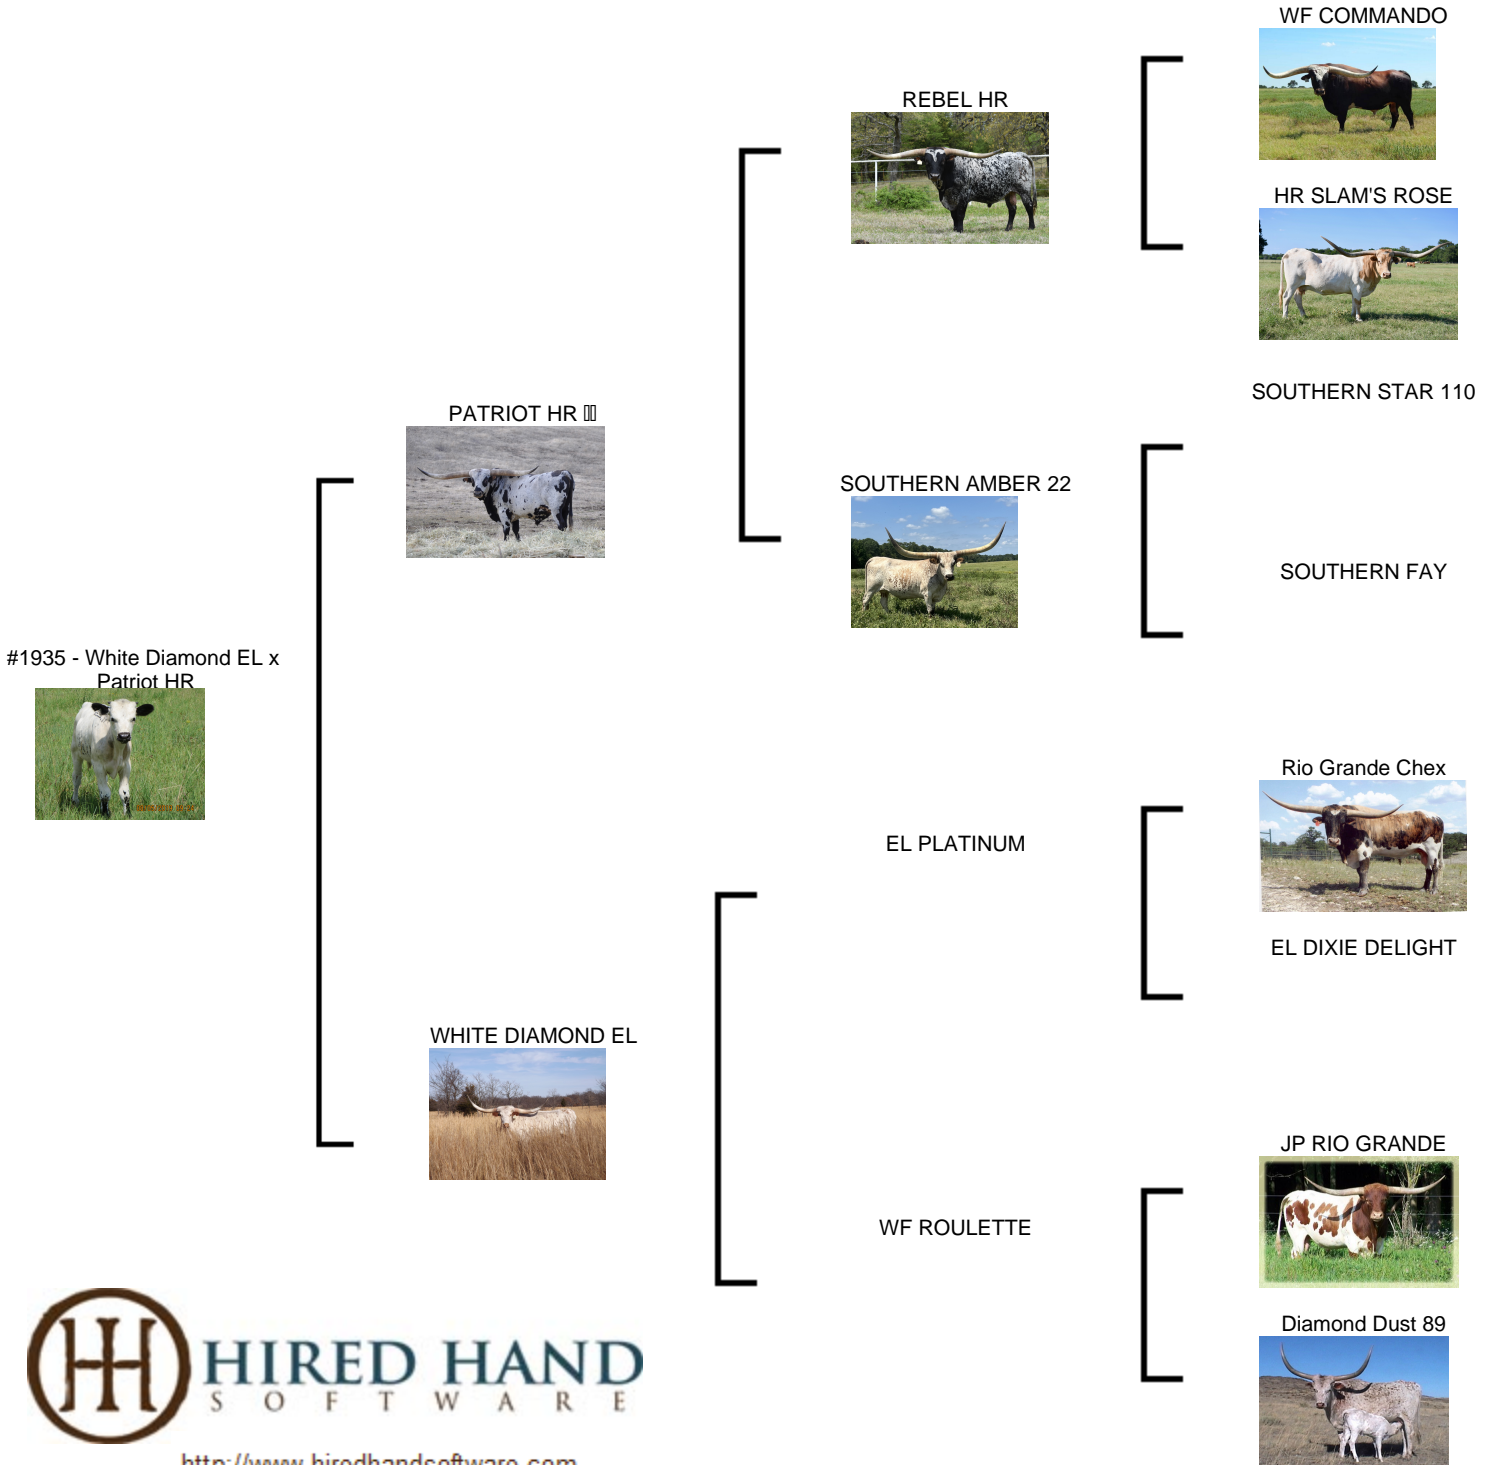 WF COMMANDO
REBEL HR
HR SLAM'S ROSE
SOUTHERN STAR 110
PATRIOT HR
SOUTHERN AMBER 22
SOUTHERN FAY
#1935 - White Diamond EL x
Patriot HR
Rio Grande Chex
EL PLATINUM
EL DIXIE DELIGHT
WHITE DIAMOND EL
JP RIO GRANDE
WF ROULETTE
Diamond Dust 89
HIRED HAND
SOFTWARE
http://www.hiredhandsoftware.com